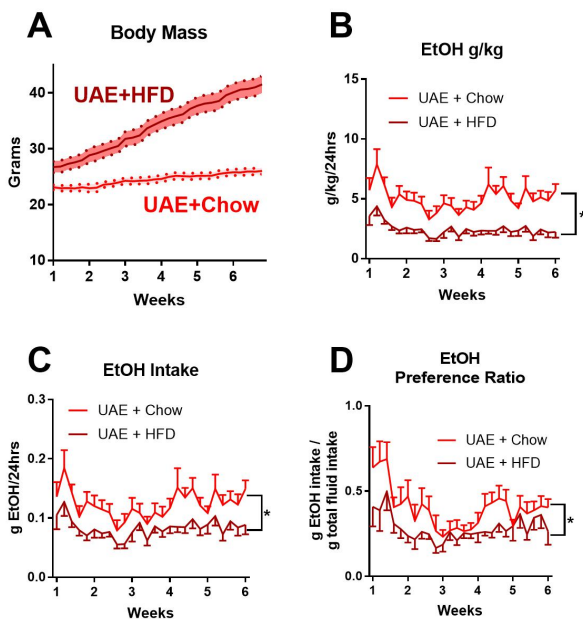 A
Body Mass
UAE+HFD
UAE+Chow
Grams
40
30
20
10
1 2 3 4 5 6
Weeks
B
EtOH g/kg
UAE + Chow
UAE + HFD
g/kg/24hrs
15
10
5
0
1 2 3 4 5 6
Weeks
*
C
EtOH Intake
UAE + Chow
UAE + HFD
g EtOH/24hrs
0.3
0.2
0.1
0.0
1 2 3 4 5 6
Weeks
*
D
EtOH
Preference Ratio
UAE + Chow
UAE + HFD
g EtOH intake /
g total fluid intake
1.0
0.5
0.0
1 2 3 4 5 6
Weeks
*